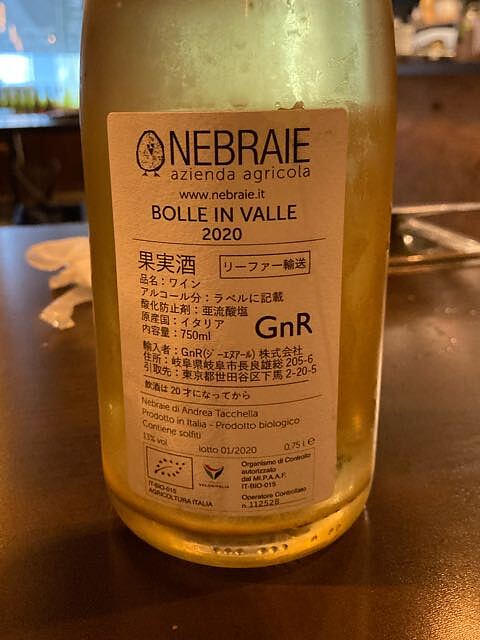 NEBRAIE
azienda agricola
www.nebraie.it
BOLLE IN VALLE
2020
果実酒 リーファー輸送
品名：ワイン
アルコール分：ラベルに記載
酸化防止剤：亜流酸塩
原産国：イタリア
内容量：750ml
GnR
輸入者：GnR(ジーエヌアール) 株式会社
住所：岐阜県岐阜市長良雄総 205-6
引取先：東京都世田谷区下馬 2-20-5
飲酒は 20 才になってから
Nebraie di Andrea Tacchella
Prodotto in Italia - Prodotto biologico
Contiene solfiti
13% vol lotto 01/2020 0.75 l e
IT-BIO-015
AGRICOLTURA ITALIA
VALORITALIA
Organismo di Controllo
autorizzato
dal MI.P.A.A.F.
IT-BIO-015
Operatore Controllato
n. 112528